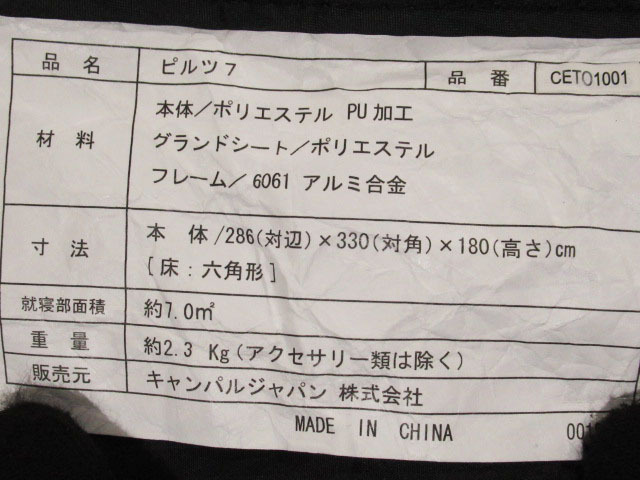 品名 ピルツ7 品番 CET01001
材料 本体/ポリエステル PU加工
グランドシート/ポリエステル
フレーム/6061 アルミ合金
寸法 本 体/286(対辺)×330(対角)×180(高さ)cm
[床:六角形]
就寝部面積 約7.0㎡
重量 約2.3 Kg(アクセサリー類は除く)
販売元 キャンパルジャパン 株式会社
MADE IN CHINA